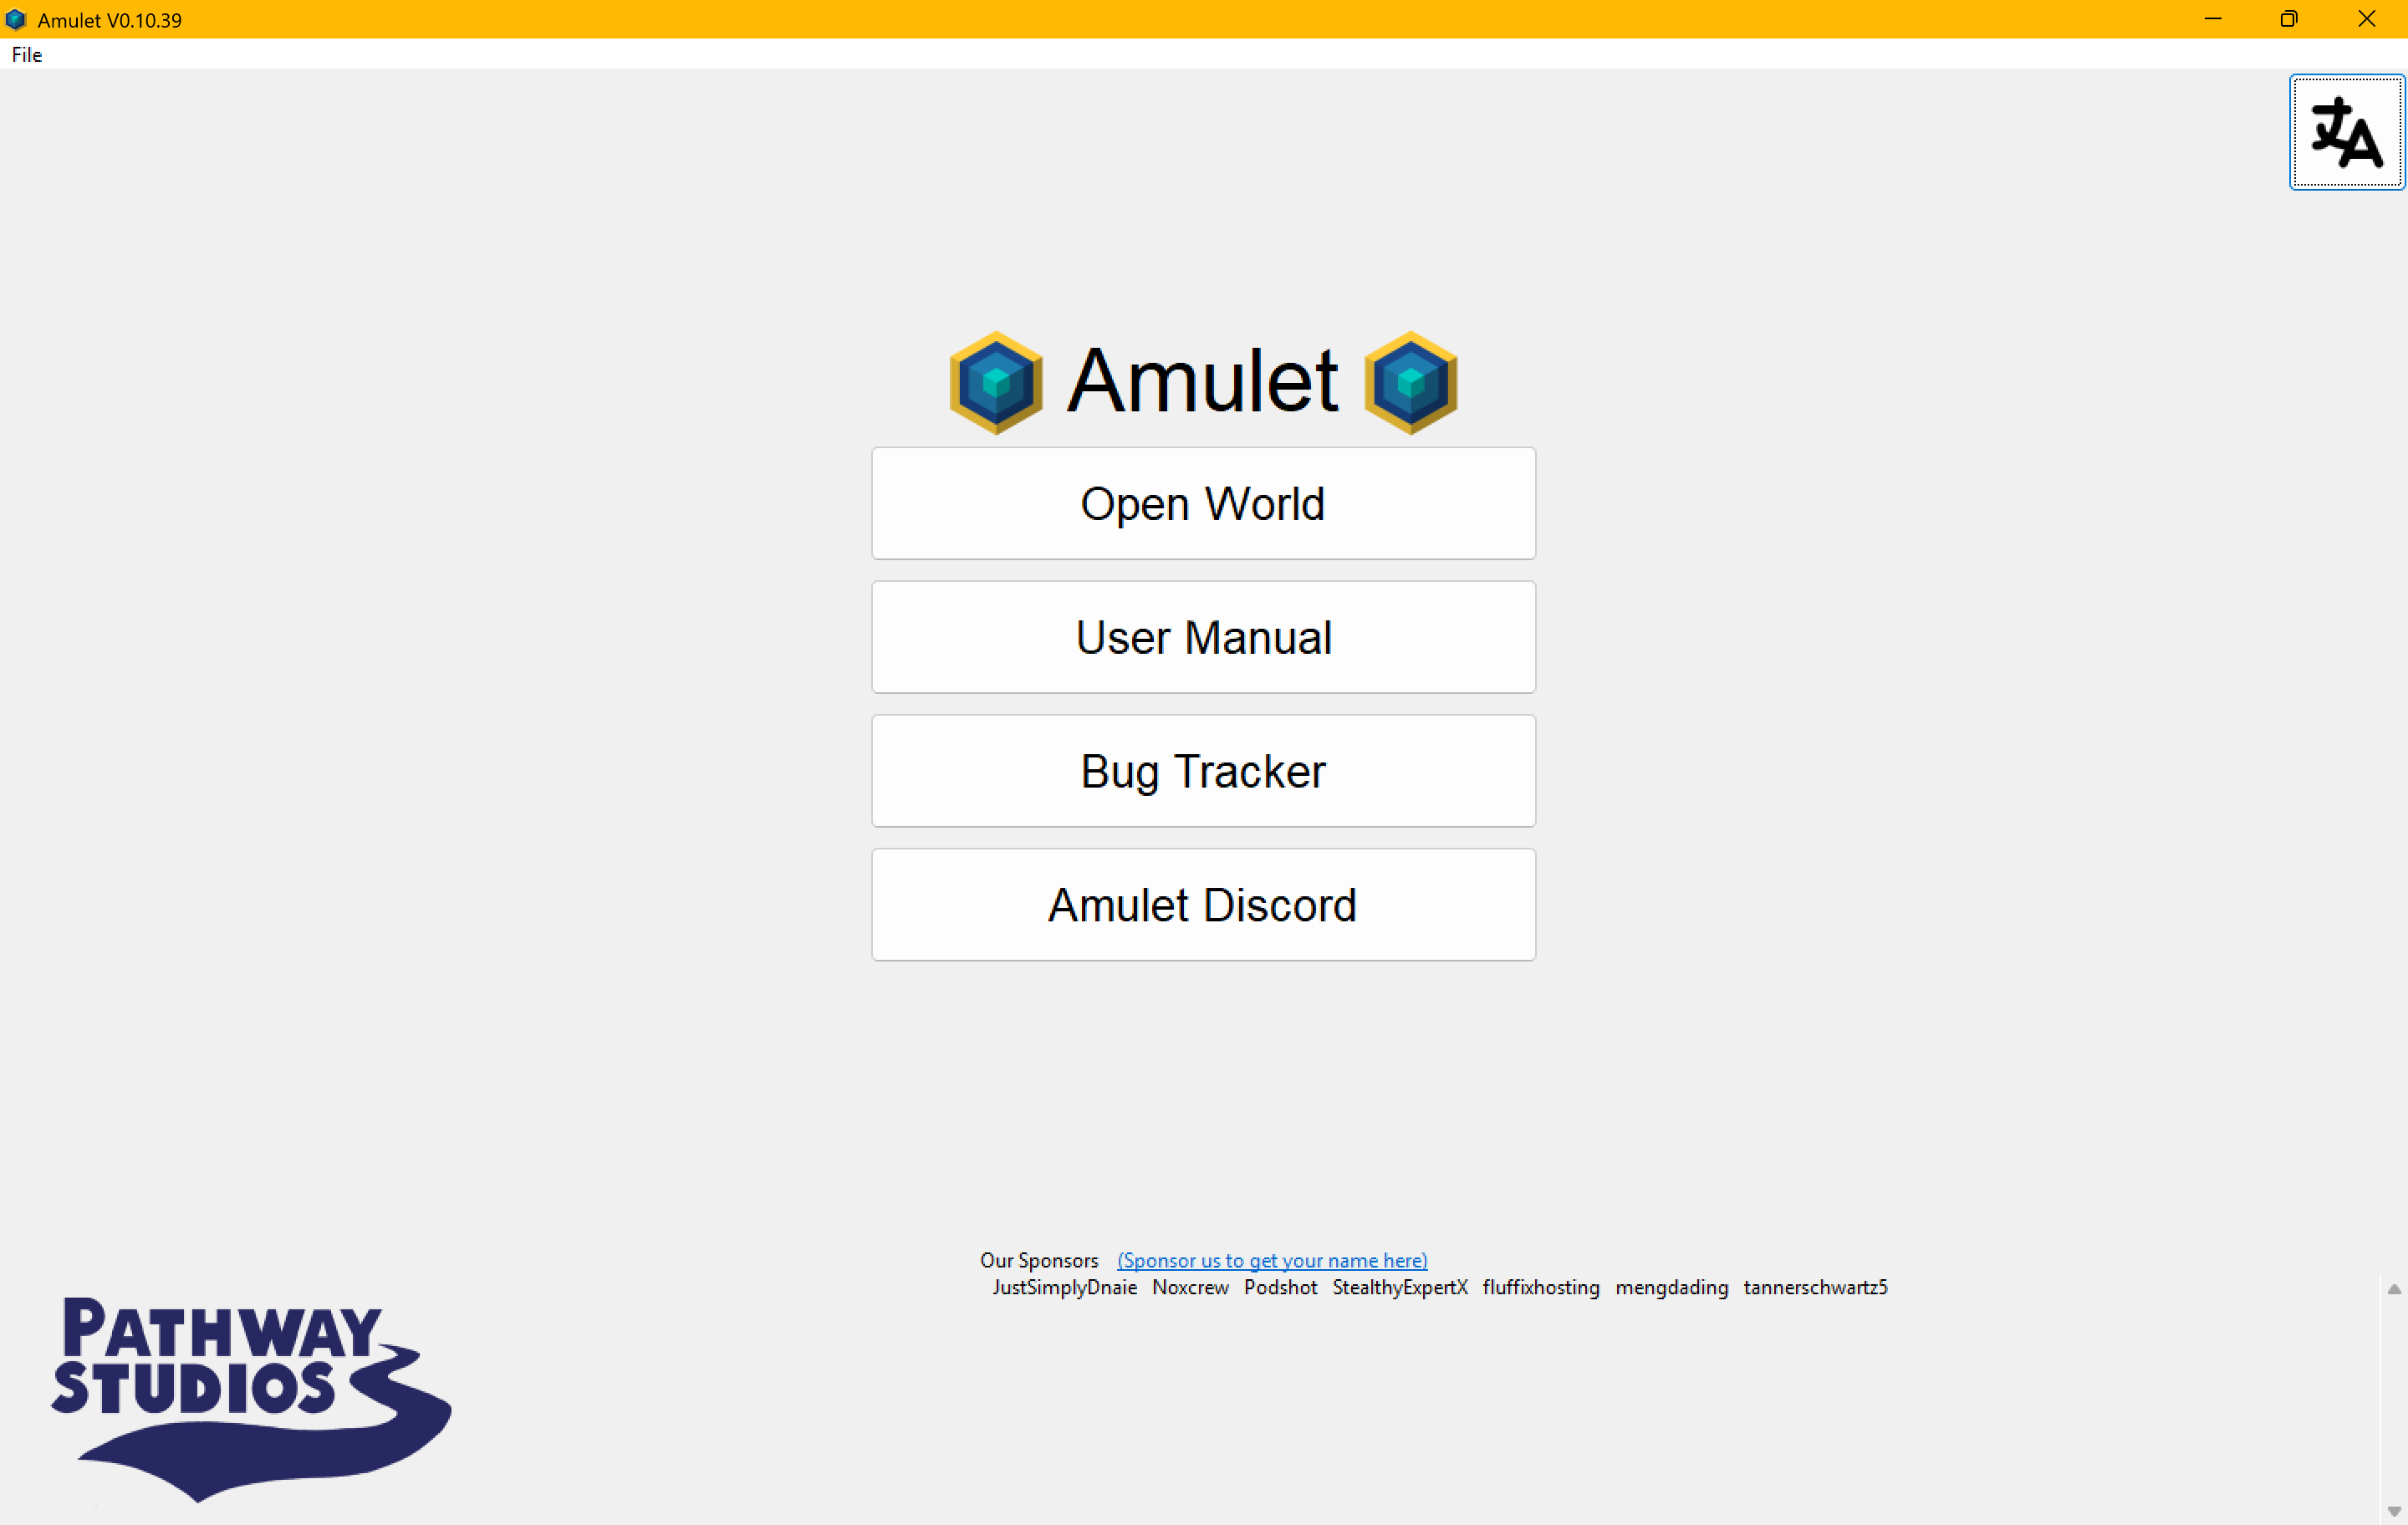 Amulet V0.10.39
File
Amulet
Open World
User Manual
Bug Tracker
Amulet Discord
Our Sponsors (Sponsor us to get your name here)
JustSimplyDnaie Noxcrew Podshot StealthyExpertX fluffixhosting mengdading tannerschwartz5
PATHWAY
STUDIOS